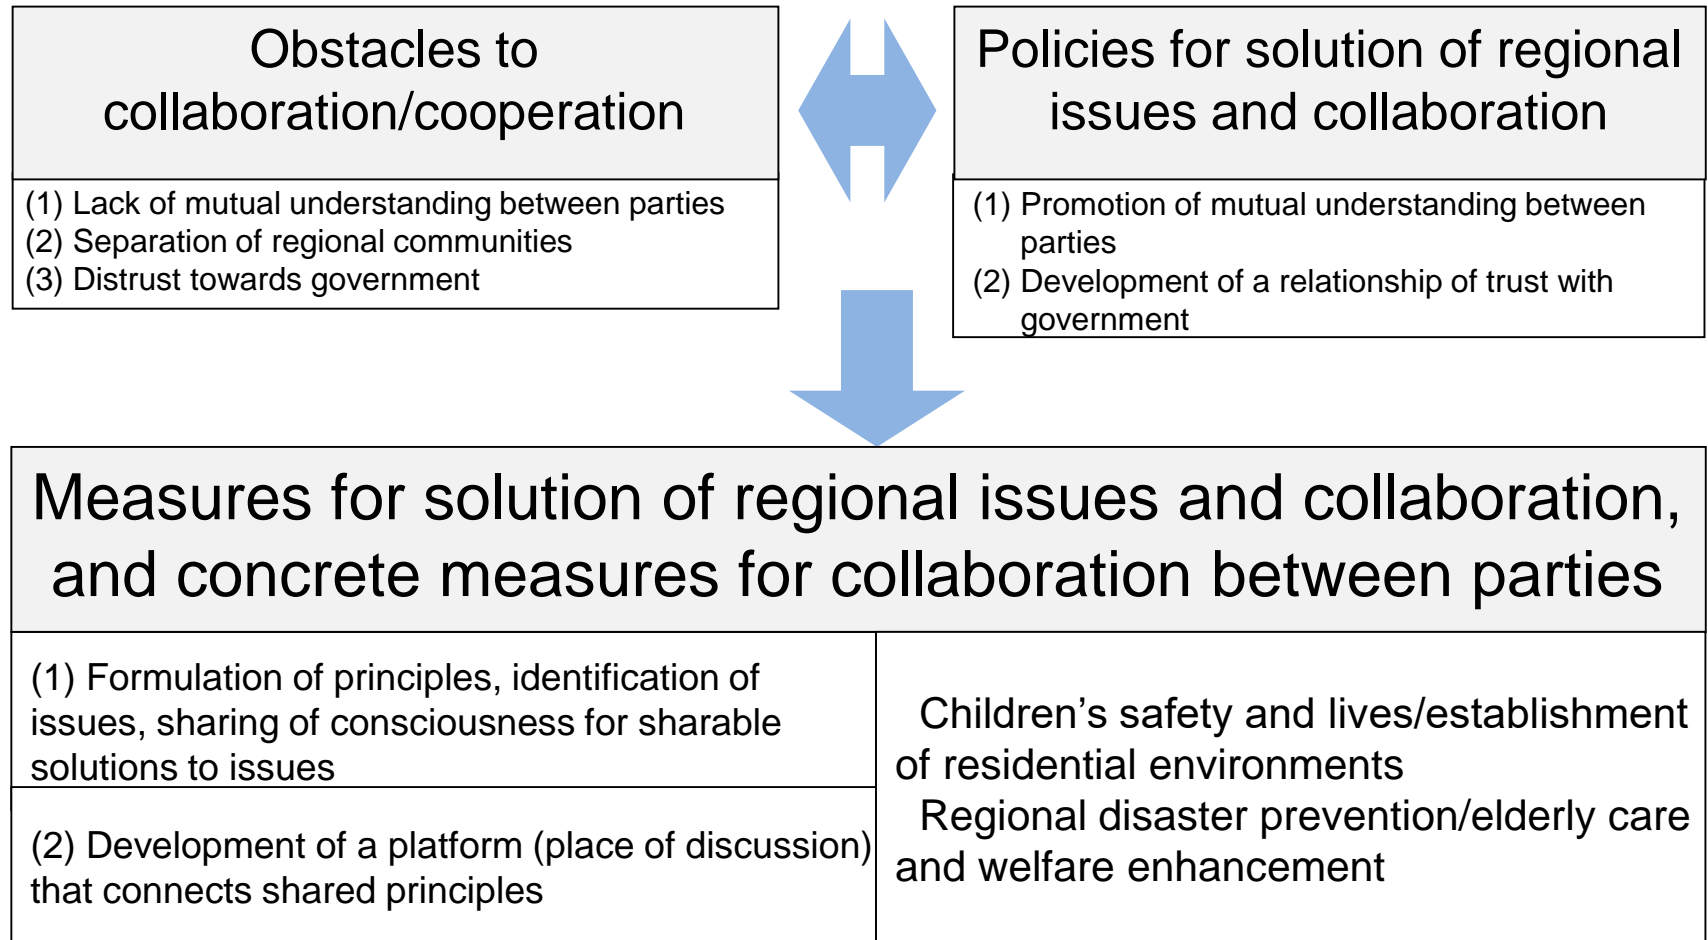 Obstacles to
collaboration/cooperation
(1) Lack of mutual understanding between parties
(2) Separation of regional communities
(3) Distrust towards government
Policies for solution of regional
issues and collaboration
(1) Promotion of mutual understanding between
parties
(2) Development of a relationship of trust with
government
Measures for solution of regional issues and collaboration,
and concrete measures for collaboration between parties
(1) Formulation of principles, identification of
issues, sharing of consciousness for sharable
solutions to issues
(2) Development of a platform (place of discussion)
that connects shared principles
Children’s safety and lives/establishment
of residential environments
Regional disaster prevention/elderly care
and welfare enhancement